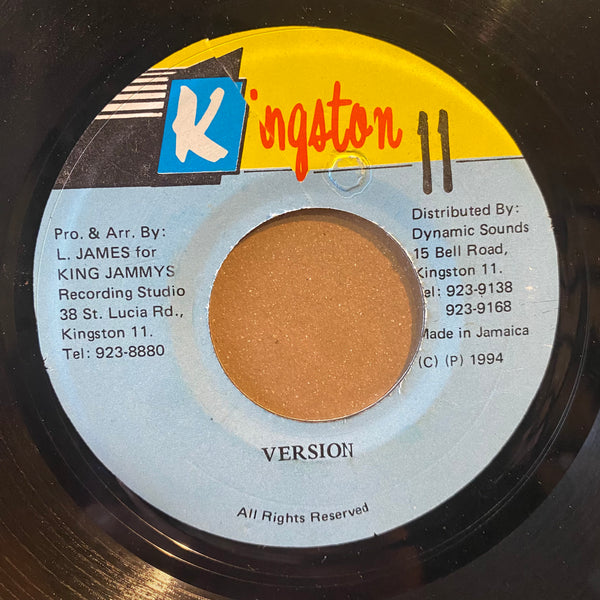 Kingston 11
Pro. & Arr. By:
L. JAMES for
KING JAMMYS
Recording Studio
38 St. Lucia Rd.,
Kingston 11.
Tel: 923-8880
Distributed By:
Dynamic Sounds
15 Bell Road,
Kingston 11.
Tel: 923-9138
923-9168
Made in Jamaica
(C) (P) 1994
VERSION
All Rights Reserved